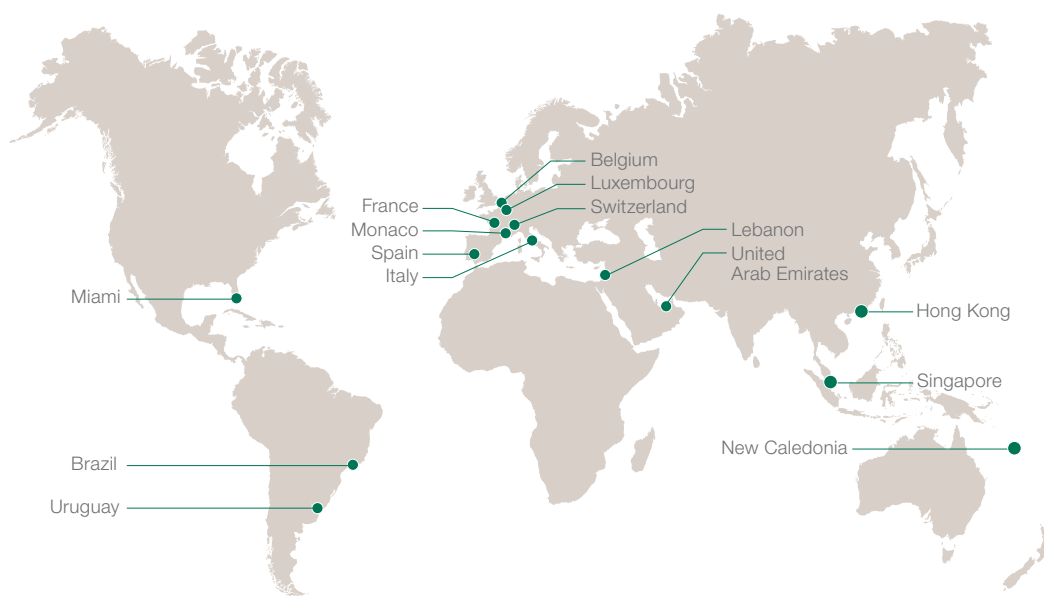 Belgium
Luxembourg
Switzerland
France
Monaco
Spain
Italy
Lebanon
United
Arab Emirates
Miami
Hong Kong
Singapore
New Caledonia
Brazil
Uruguay